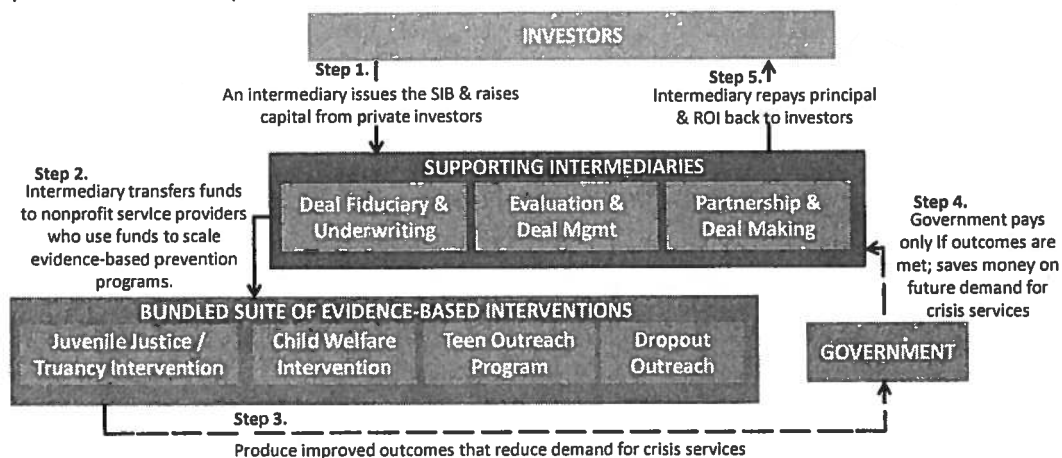 INVESTORS
Step 1.
An intermediary issues the SIB & raises
capital from private investors
Step 5.
Intermediary repays principal
& ROI back to investors
SUPPORTING INTERMEDIARIES
Deal Fiduciary &
Underwriting
Evaluation &
Deal Mgmt
Partnership &
Deal Making
Step 2.
Intermediary transfers funds
to nonprofit service providers
who use funds to scale
evidence-based prevention
programs.
Step 4.
Government pays
only If outcomes are
met; saves money on
future demand for
crisis services
BUNDLED SUITE OF EVIDENCE-BASED INTERVENTIONS
Juvenile Justice /
Truancy Intervention
Child Welfare
Intervention
Teen Outreach
Program
Dropout
Outreach
GOVERNMENT
Step 3.
Produce improved outcomes that reduce demand for crisis services